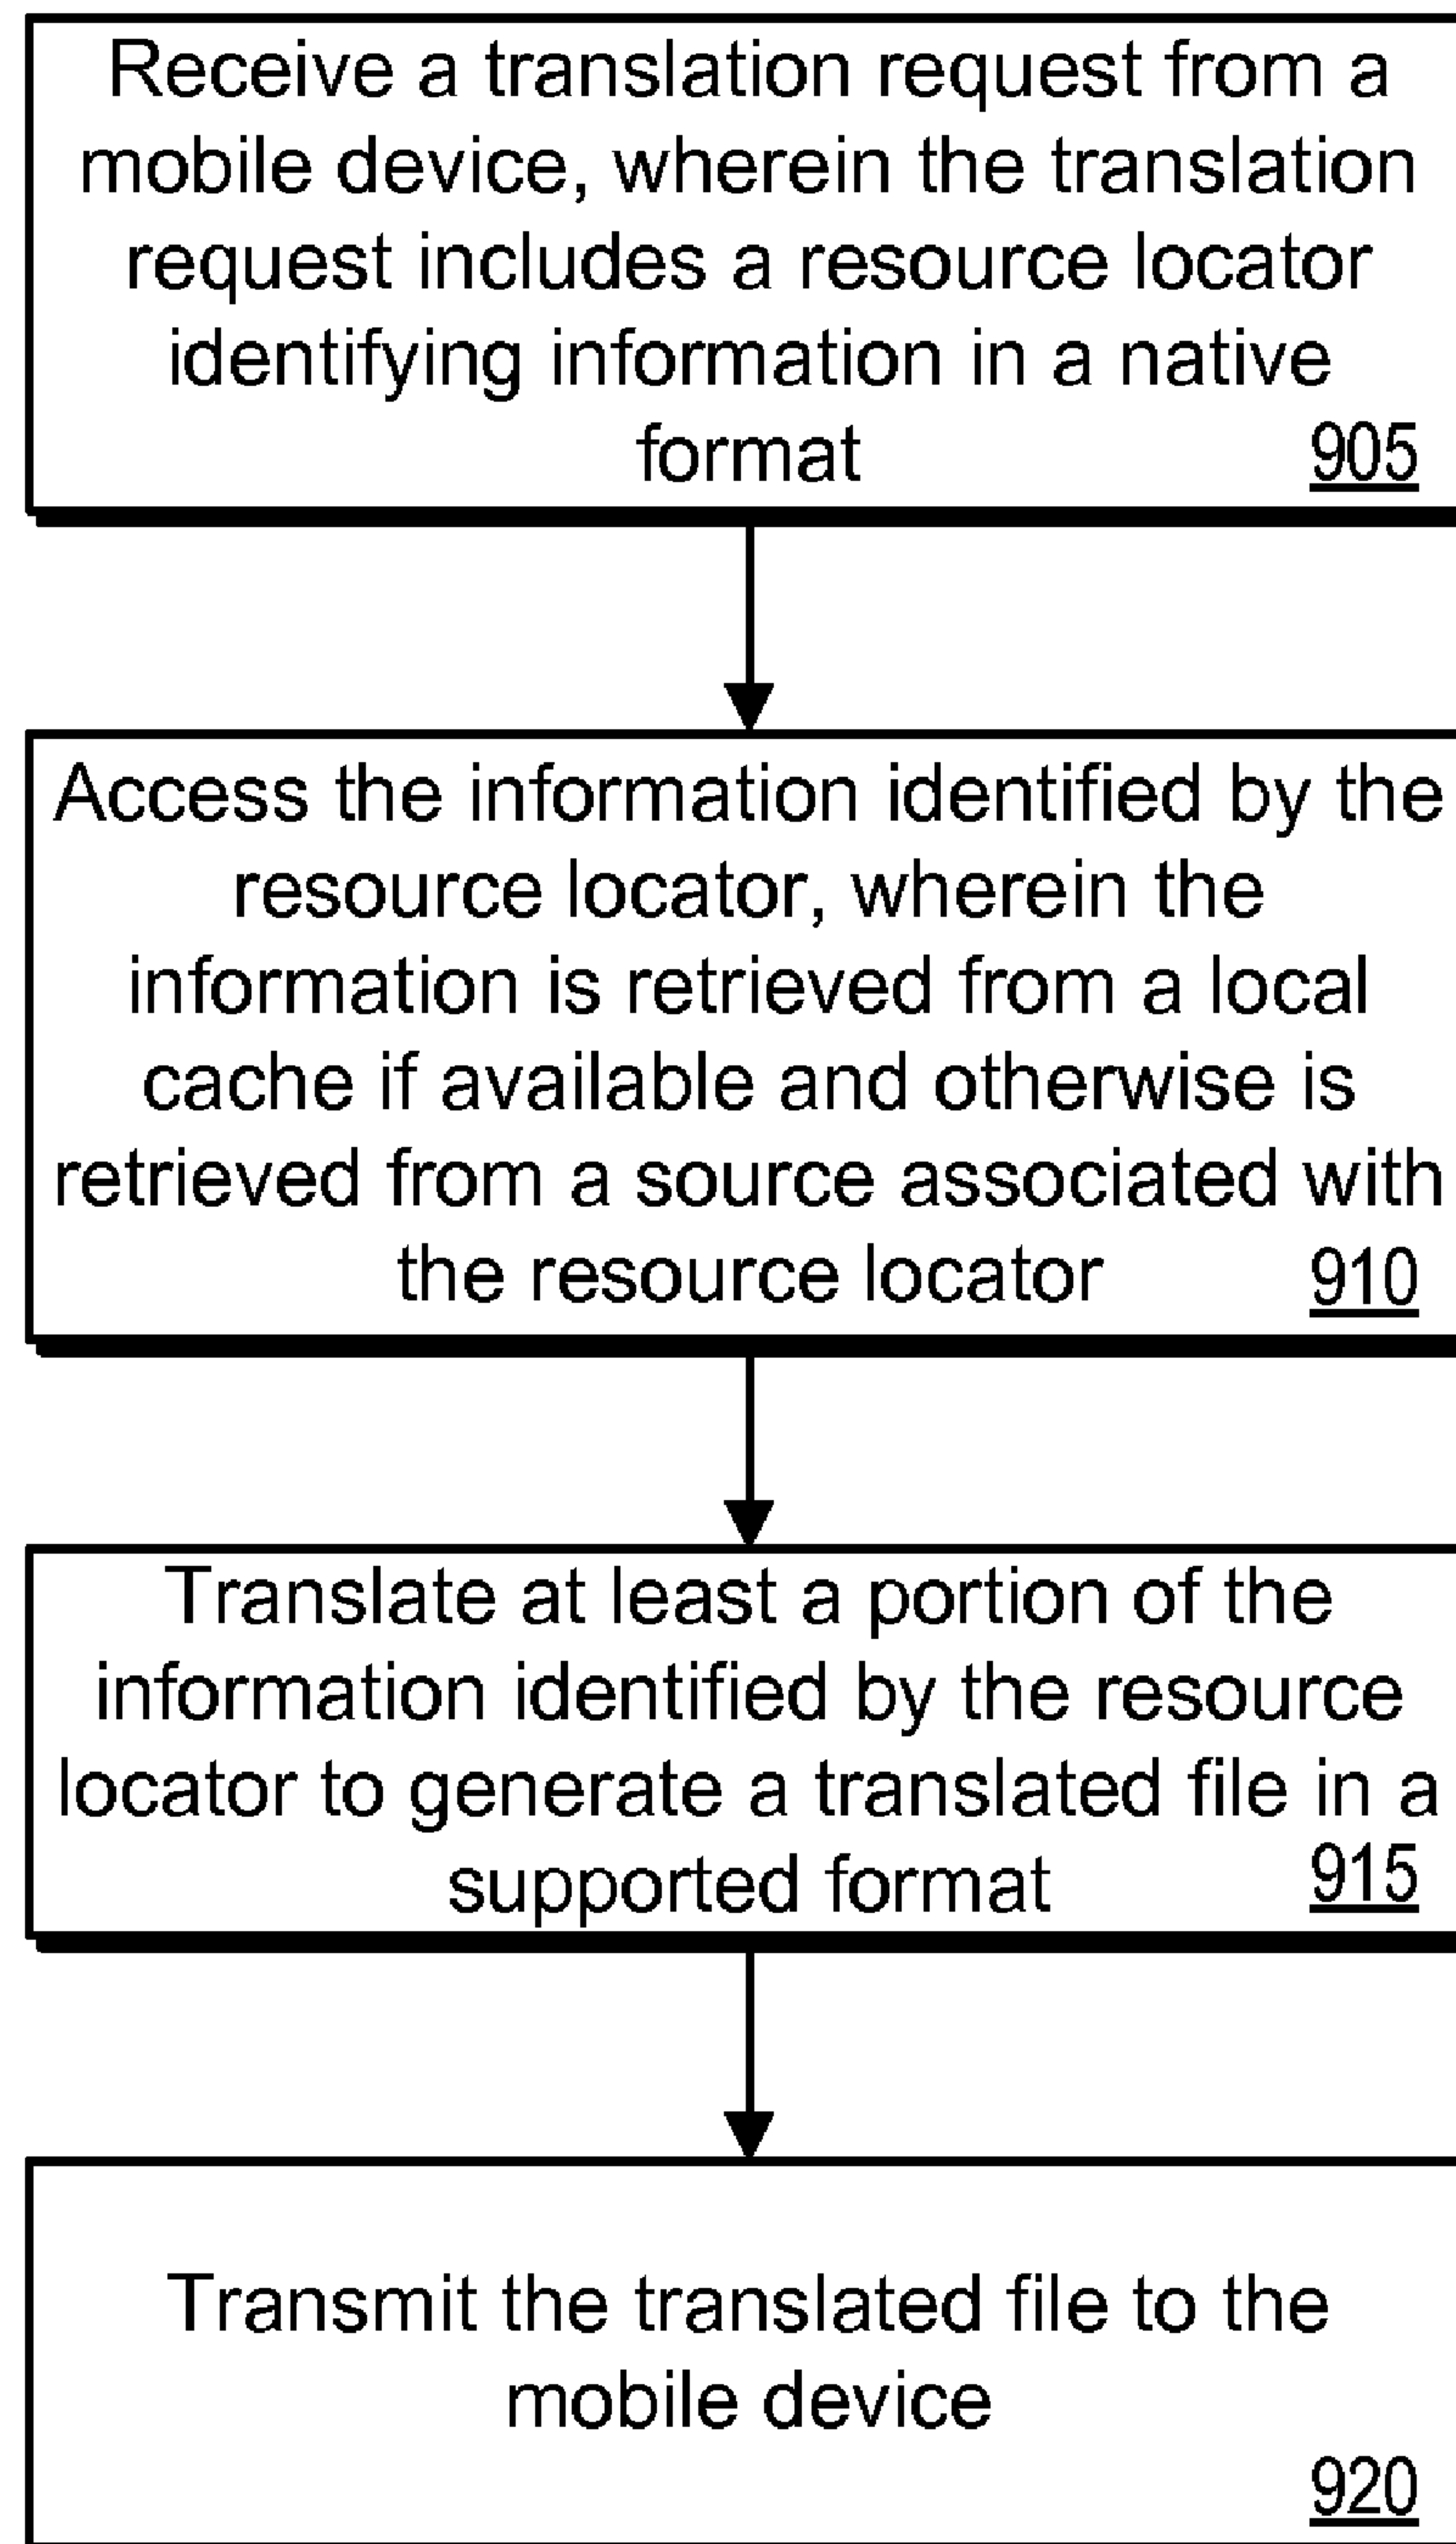 Receive a translation request from a
mobile device, wherein the translation
request includes a resource locator
identifying information in a native
format 905
Access the information identified by the
resource locator, wherein the
information is retrieved from a local
cache if available and otherwise is
retrieved from a source associated with
the resource locator 910
Translate at least a portion of the
information identified by the resource
locator to generate a translated file in a
supported format 915
Transmit the translated file to the
mobile device
920